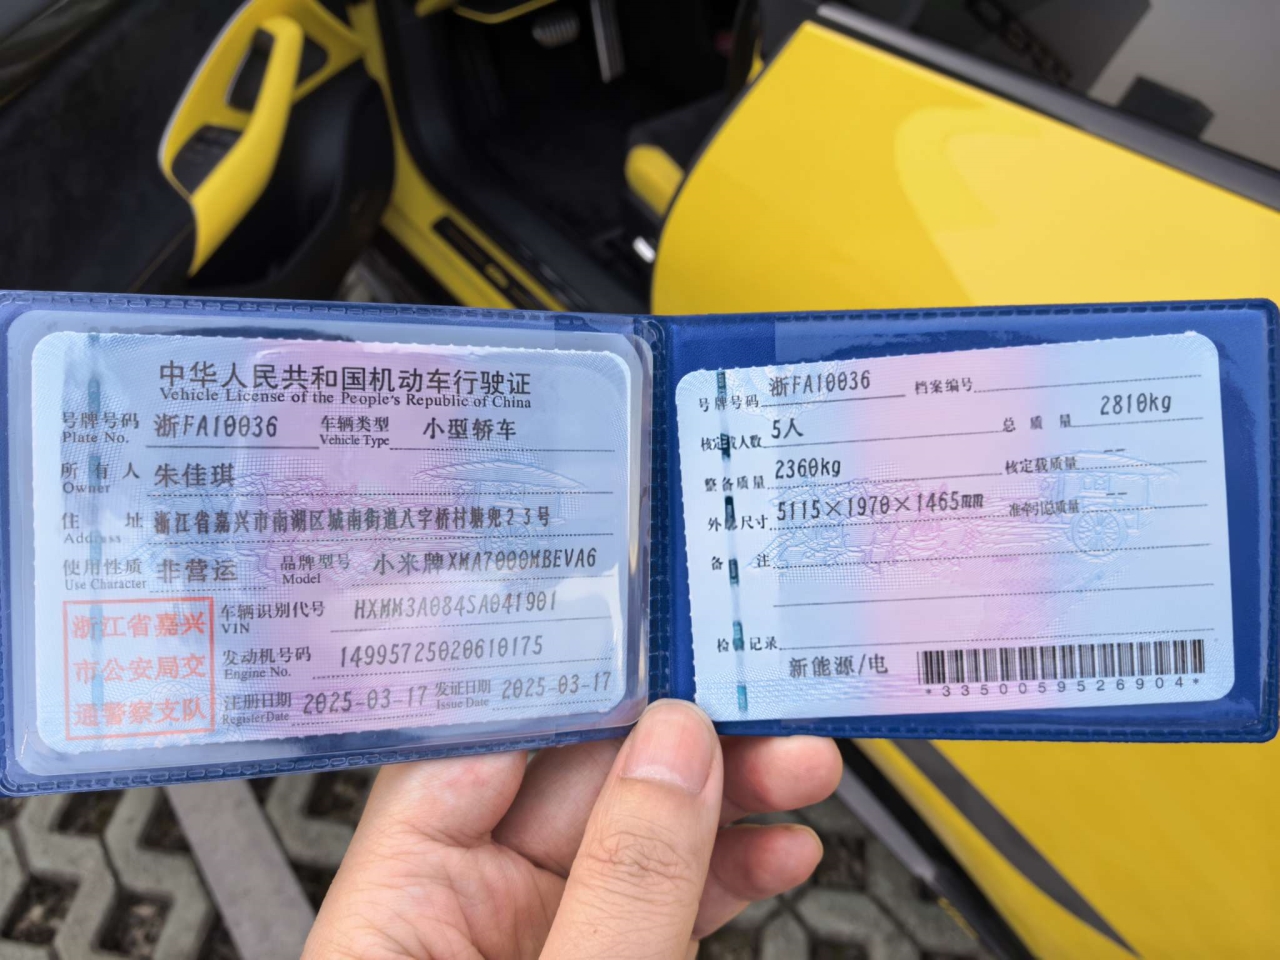 中华人民共和国机动车行驶证
Vehicle License of the People's Republic of China
号牌号码 浙FA10036 车辆类型 小型轿车
Plate No. Vehicle Type
所有人 朱佳琪
Owner
住址 浙江省嘉兴市南湖区城南街道八字桥村塘兜23号
Address
使用性质 非营运 品牌型号 小米牌XMA7000MBEVA6
Use Character Model
车辆识别代号 HXMM3A084SA041901
VIN
发动机号码 14995725020610175
Engine No.
注册日期 2025-03-17 发证日期 2025-03-17
Register Date Issue Date
浙江省嘉兴
市公安局交
通警察支队
号牌号码 浙FA10036 档案编号
核定载人数 5人 总质量 2810kg
整备质量 2360kg 核定载质量 --
外廓尺寸 5115×1970×1465mm 准牵引总质量 --
备注
检验记录
新能源/电
*3350059526904*